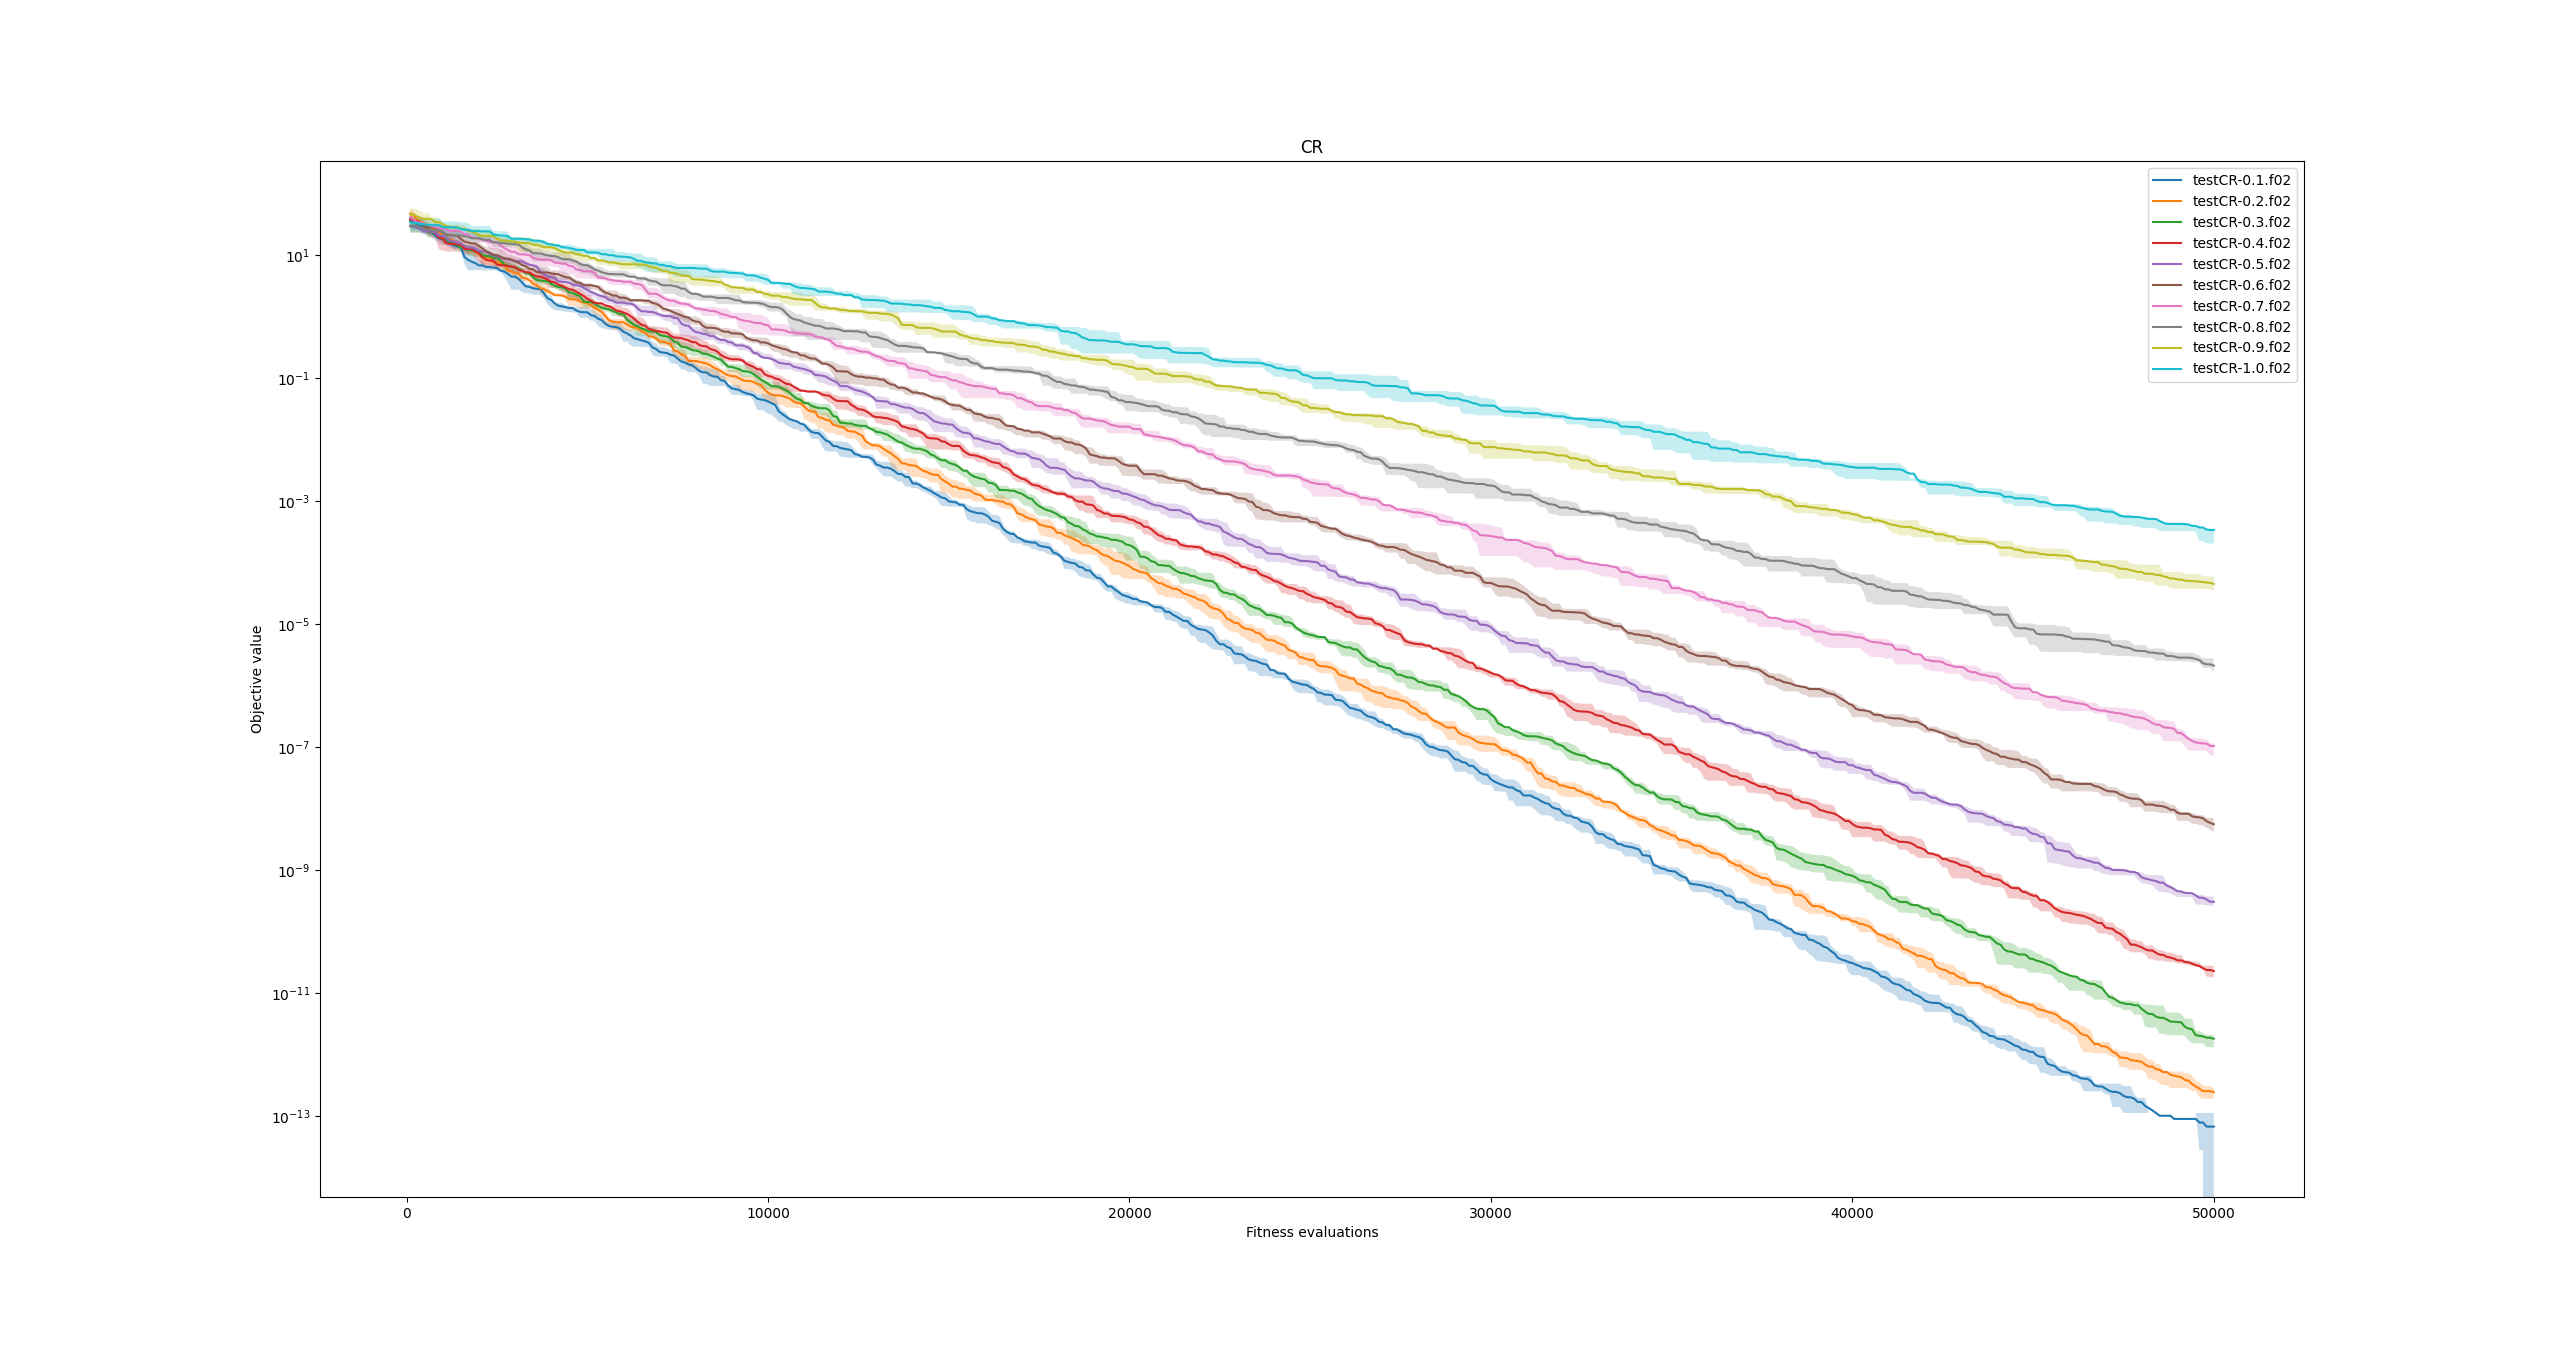 CR
testCR-0.1.f02
testCR-0.2.f02
testCR-0.3.f02
testCR-0.4.f02
testCR-0.5.f02
testCR-0.6.f02
testCR-0.7.f02
testCR-0.8.f02
testCR-0.9.f02
testCR-1.0.f02
Objective value
10¹
10⁻¹
10⁻³
10⁻⁵
10⁻⁷
10⁻⁹
10⁻¹¹
10⁻¹³
0 10000 20000 30000 40000 50000
Fitness evaluations